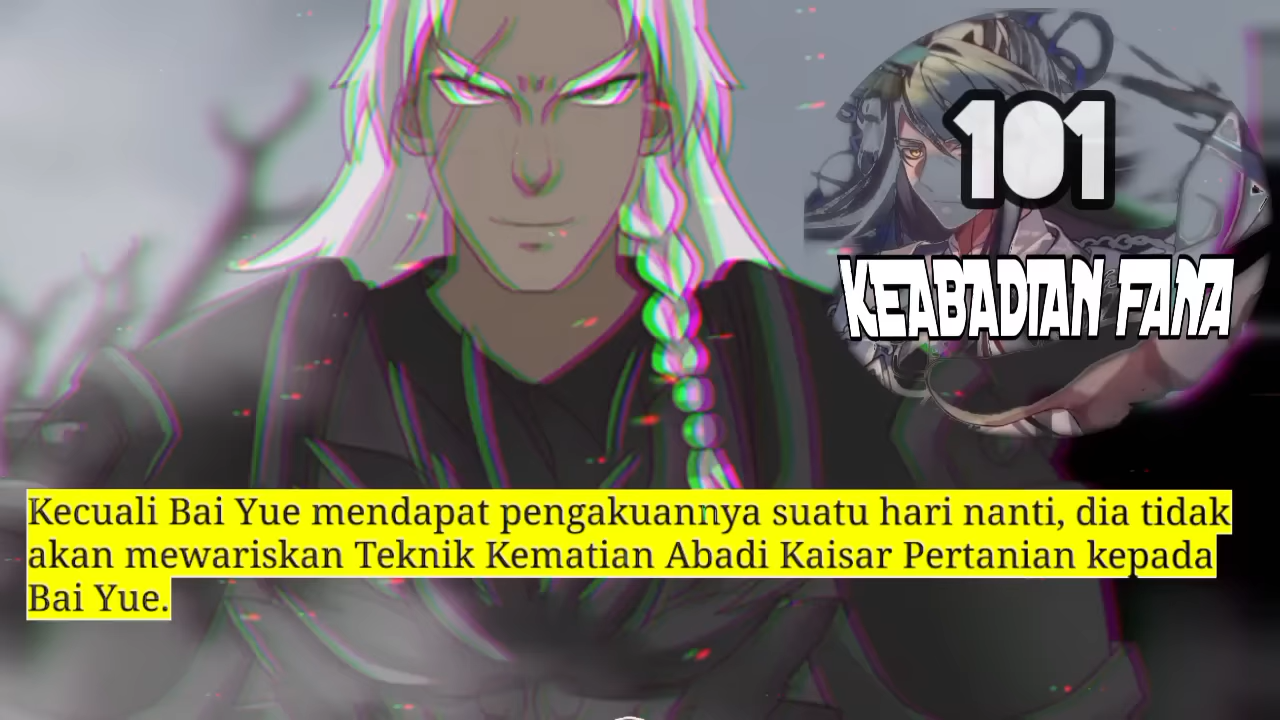 101
KEABADIAN FANA
Kecuali Bai Yue mendapat pengakuannya suatu hari nanti, dia tidak
akan mewariskan Teknik Kematian Abadi Kaisar Pertanian kepada
Bai Yue.